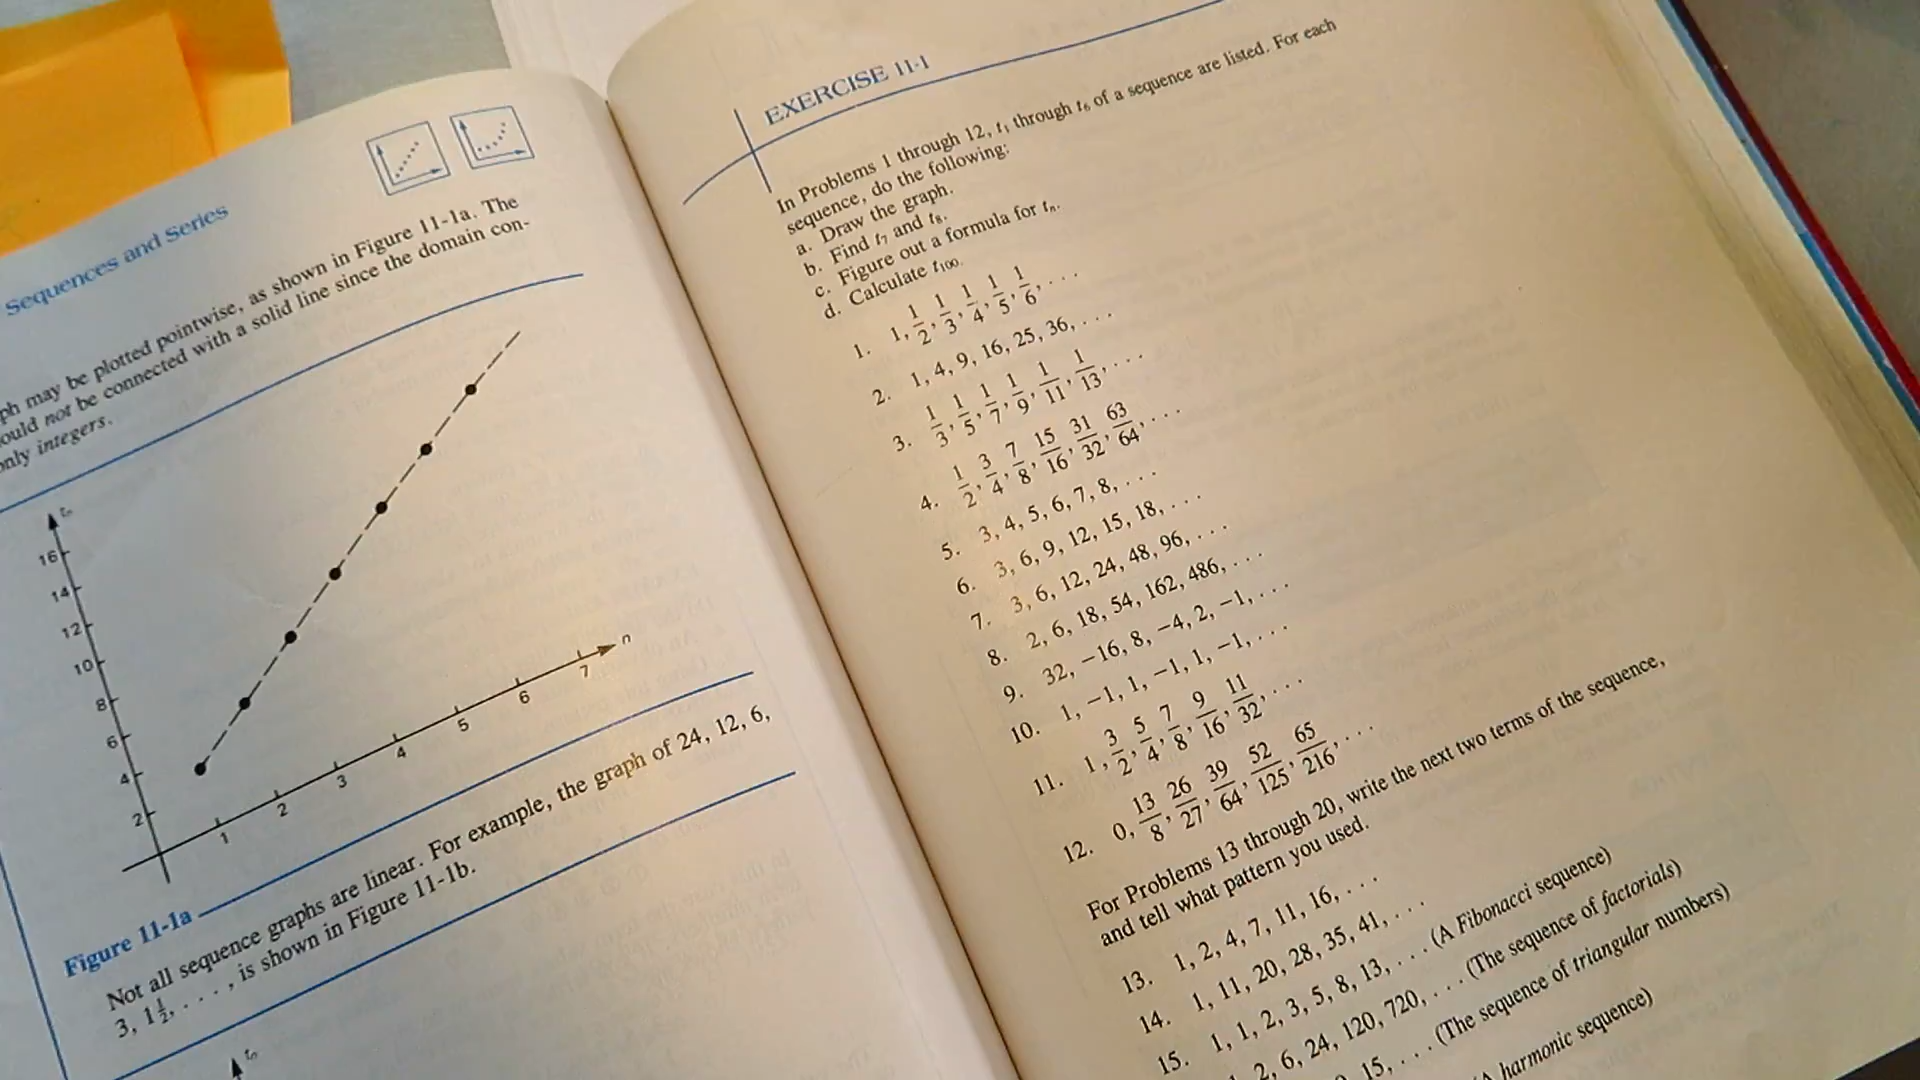 Sequences and Series
ph may be plotted pointwise, as shown in Figure 11-1a. The
ould not be connected with a solid line since the domain con-
only integers.
tₙ
16
14
12
10
8
6
4
2
1 2 3 4 5 6 7 n
Figure 11-1a
Not all sequence graphs are linear. For example, the graph of 24, 12, 6,
3, 1½, . . . , is shown in Figure 11-1b.
tₙ
EXERCISE 11-1
In Problems 1 through 12, t₁ through t₆ of a sequence are listed. For each
sequence, do the following:
a. Draw the graph.
b. Find t₇ and t₈.
c. Figure out a formula for tₙ.
d. Calculate t₁₀₀.
1. 1, 1/2, 1/3, 1/4, 1/5, 1/6, . . .
2. 1, 4, 9, 16, 25, 36, . . .
3. 1/3, 1/5, 1/7, 1/9, 1/11, 1/13, . . .
4. 1/2, 3/4, 7/8, 15/16, 31/32, 63/64, . . .
5. 3, 4, 5, 6, 7, 8, . . .
6. 3, 6, 9, 12, 15, 18, . . .
7. 3, 6, 12, 24, 48, 96, . . .
8. 2, 6, 18, 54, 162, 486, . . .
9. 32, −16, 8, −4, 2, −1, . . .
10. 1, −1, 1, −1, 1, −1, . . .
11. 1, 3/2, 5/4, 7/8, 9/16, 11/32, . . .
12. 0, 13/8, 26/27, 39/64, 52/125, 65/216, . . .
For Problems 13 through 20, write the next two terms of the sequence,
and tell what pattern you used.
13. 1, 2, 4, 7, 11, 16, . . .
14. 1, 11, 20, 28, 35, 41, . . .
15. 1, 1, 2, 3, 5, 8, 13, . . . (A Fibonacci sequence)
2, 6, 24, 120, 720, . . . (The sequence of factorials)
15, . . . (The sequence of triangular numbers)
harmonic sequence)